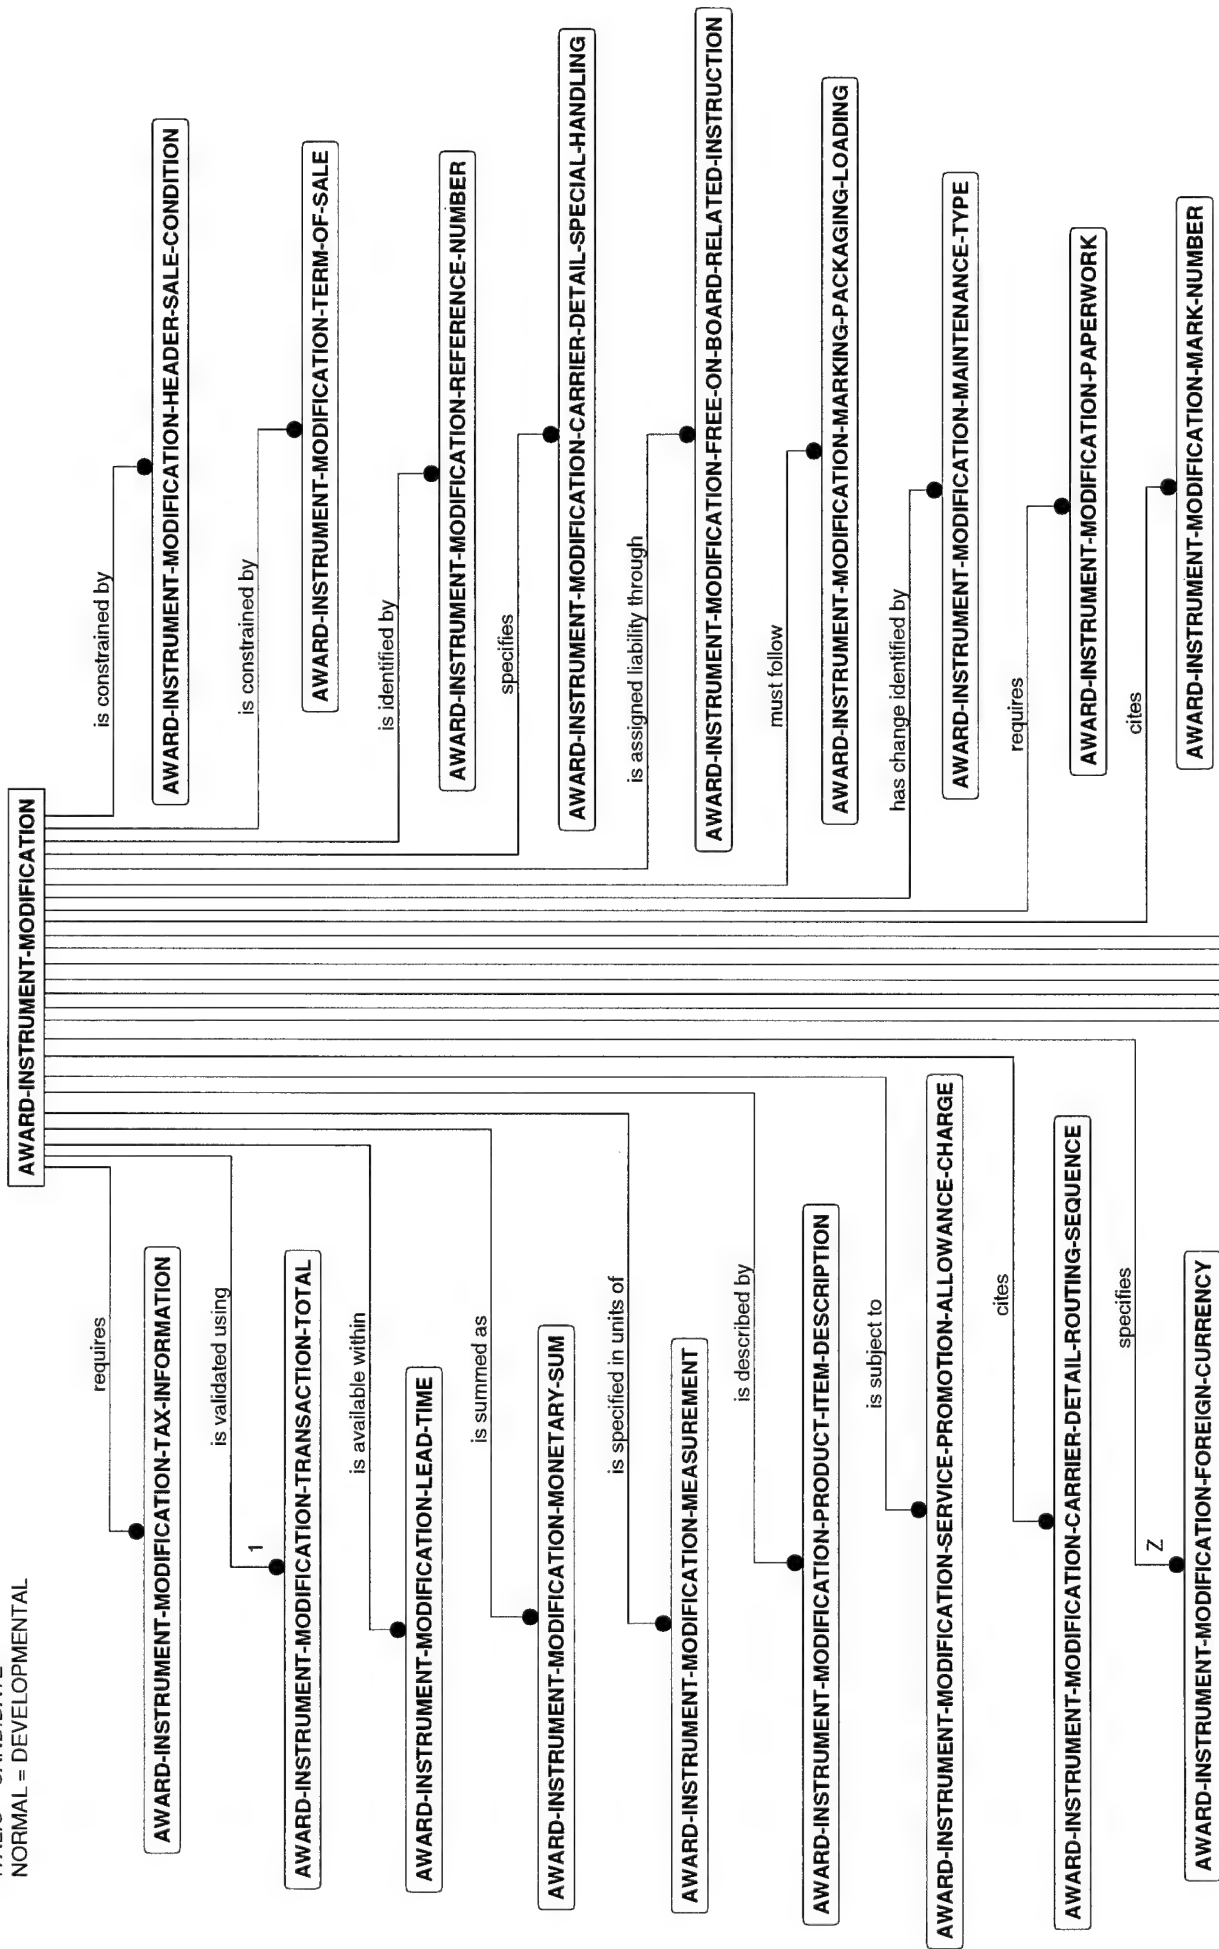 ITALIC = CANDIDATE
NORMAL = DEVELOPMENTAL
AWARD-INSTRUMENT-MODIFICATION
requires
AWARD-INSTRUMENT-MODIFICATION-TAX-INFORMATION
is validated using
1
AWARD-INSTRUMENT-MODIFICATION-TRANSACTION-TOTAL
is available within
AWARD-INSTRUMENT-MODIFICATION-LEAD-TIME
is summed as
AWARD-INSTRUMENT-MODIFICATION-MONETARY-SUM
is specified in units of
AWARD-INSTRUMENT-MODIFICATION-MEASUREMENT
is described by
AWARD-INSTRUMENT-MODIFICATION-PRODUCT-ITEM-DESCRIPTION
is subject to
AWARD-INSTRUMENT-MODIFICATION-SERVICE-PROMOTION-ALLOWANCE-CHARGE
cites
AWARD-INSTRUMENT-MODIFICATION-CARRIER-DETAIL-ROUTING-SEQUENCE
specifies
Z
AWARD-INSTRUMENT-MODIFICATION-FOREIGN-CURRENCY
is constrained by
AWARD-INSTRUMENT-MODIFICATION-HEADER-SALE-CONDITION
is constrained by
AWARD-INSTRUMENT-MODIFICATION-TERM-OF-SALE
is identified by
AWARD-INSTRUMENT-MODIFICATION-REFERENCE-NUMBER
specifies
AWARD-INSTRUMENT-MODIFICATION-CARRIER-DETAIL-SPECIAL-HANDLING
is assigned liability through
AWARD-INSTRUMENT-MODIFICATION-FREE-ON-BOARD-RELATED-INSTRUCTION
must follow
AWARD-INSTRUMENT-MODIFICATION-MARKING-PACKAGING-LOADING
has change identified by
AWARD-INSTRUMENT-MODIFICATION-MAINTENANCE-TYPE
requires
AWARD-INSTRUMENT-MODIFICATION-PAPERWORK
cites
AWARD-INSTRUMENT-MODIFICATION-MARK-NUMBER